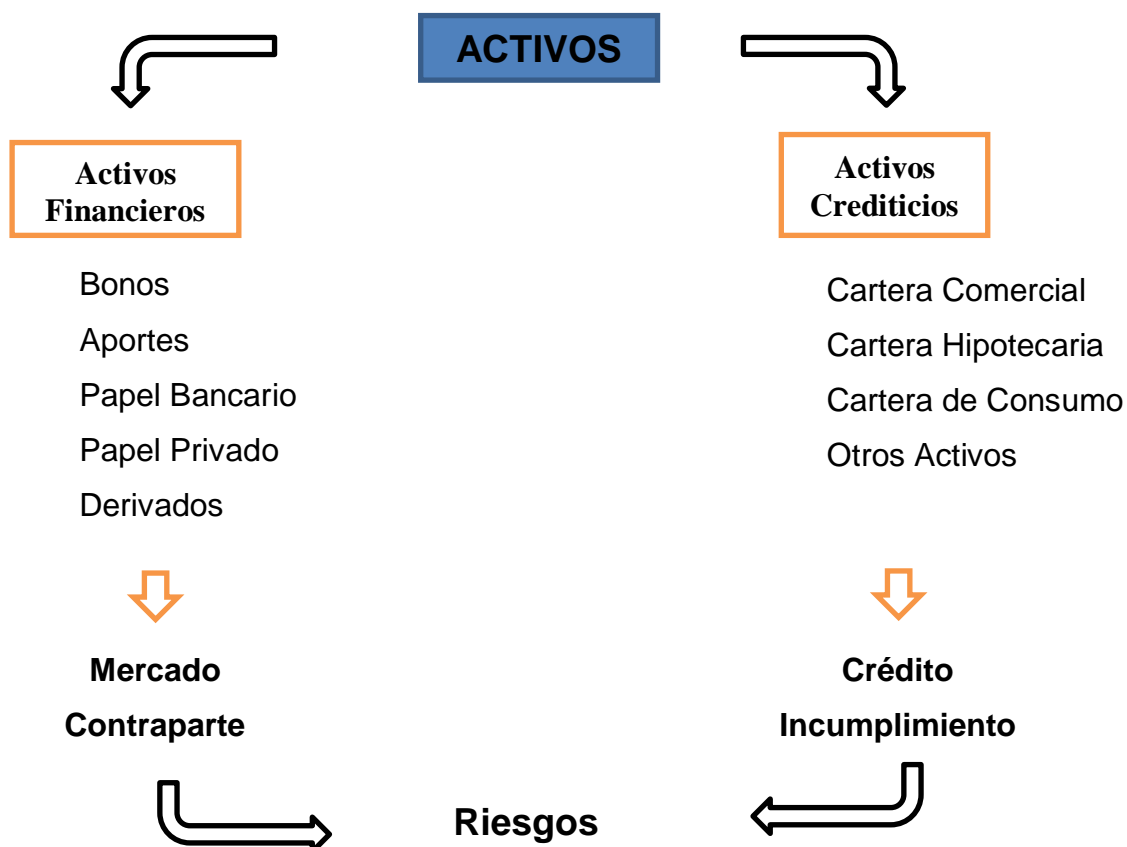 ACTIVOS
Activos
Financieros
Bonos
Aportes
Papel Bancario
Papel Privado
Derivados
Mercado
Contraparte
Activos
Crediticios
Cartera Comercial
Cartera Hipotecaria
Cartera de Consumo
Otros Activos
Crédito
Incumplimiento
Riesgos